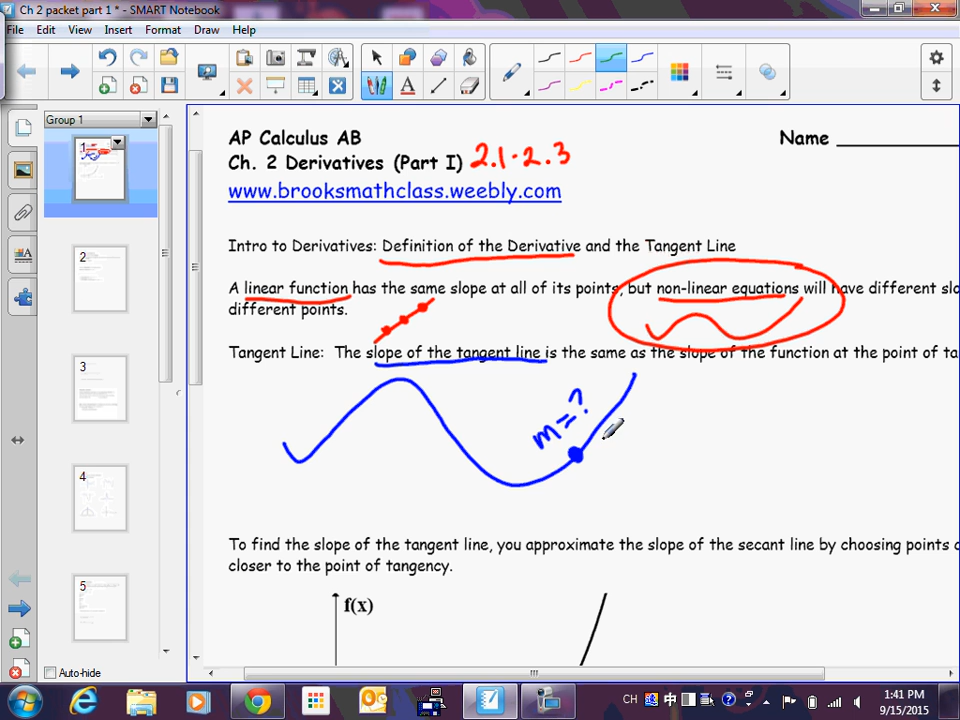 Ch 2 packet part 1 * - SMART Notebook
File Edit View Insert Format Draw Help
Group 1
1
2
3
4
5
Auto-hide
AP Calculus AB
Name
Ch. 2 Derivatives (Part I) 2.1-2.3
www.brooksmathclass.weebly.com
Intro to Derivatives: Definition of the Derivative and the Tangent Line
A linear function has the same slope at all of its points, but non-linear equations will have different slo
different points.
Tangent Line: The slope of the tangent line is the same as the slope of the function at the point of ta
m=?
To find the slope of the tangent line, you approximate the slope of the secant line by choosing points
closer to the point of tangency.
f(x)
CH 中
1:41 PM
9/15/2015